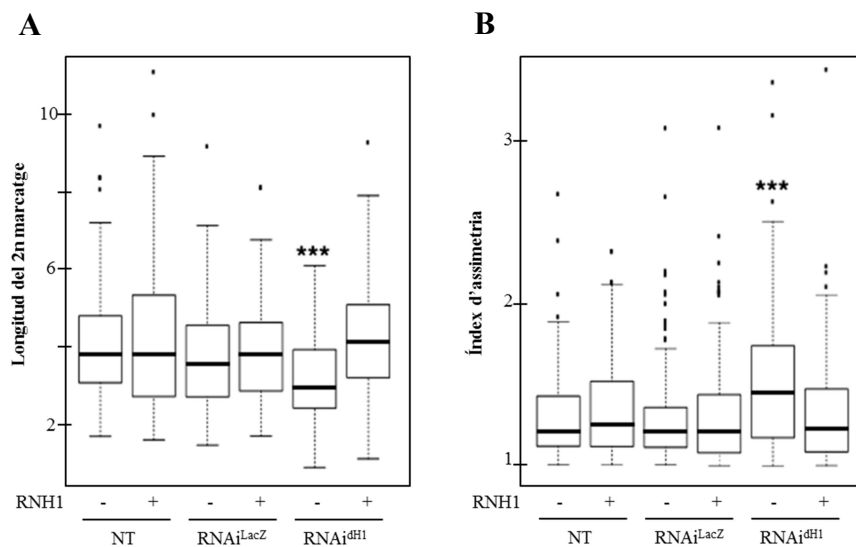 A
Longitud del 2n marcatge
10
6
2
***
RNH1 - + - + - +
NT RNAiLacZ RNAidH1
B
Índex d'assimetria
3
2
1
***
RNH1 - + - + - +
NT RNAiLacZ RNAidH1